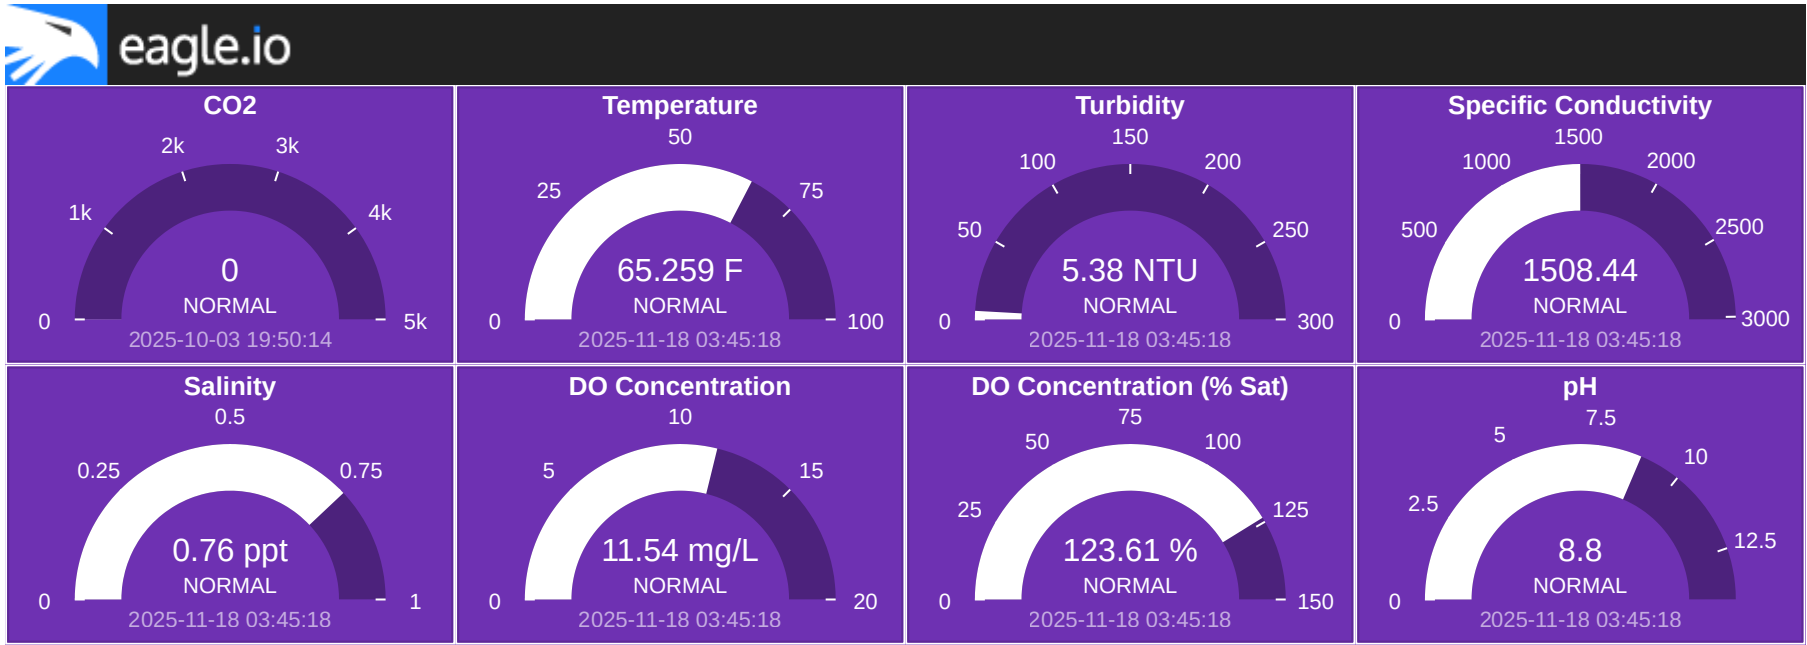 eagle.io
CO2
2k
3k
1k
4k
0
5k
0
NORMAL
2025-10-03 19:50:14
Temperature
50
25
75
0
100
65.259 F
NORMAL
2025-11-18 03:45:18
Turbidity
150
100
200
50
250
0
300
5.38 NTU
NORMAL
2025-11-18 03:45:18
Specific Conductivity
1500
1000
2000
500
2500
0
3000
1508.44
NORMAL
2025-11-18 03:45:18
Salinity
0.5
0.25
0.75
0
1
0.76 ppt
NORMAL
2025-11-18 03:45:18
DO Concentration
10
5
15
0
20
11.54 mg/L
NORMAL
2025-11-18 03:45:18
DO Concentration (% Sat)
75
50
100
25
125
0
150
123.61 %
NORMAL
2025-11-18 03:45:18
pH
7.5
5
10
2.5
12.5
0
8.8
NORMAL
2025-11-18 03:45:18